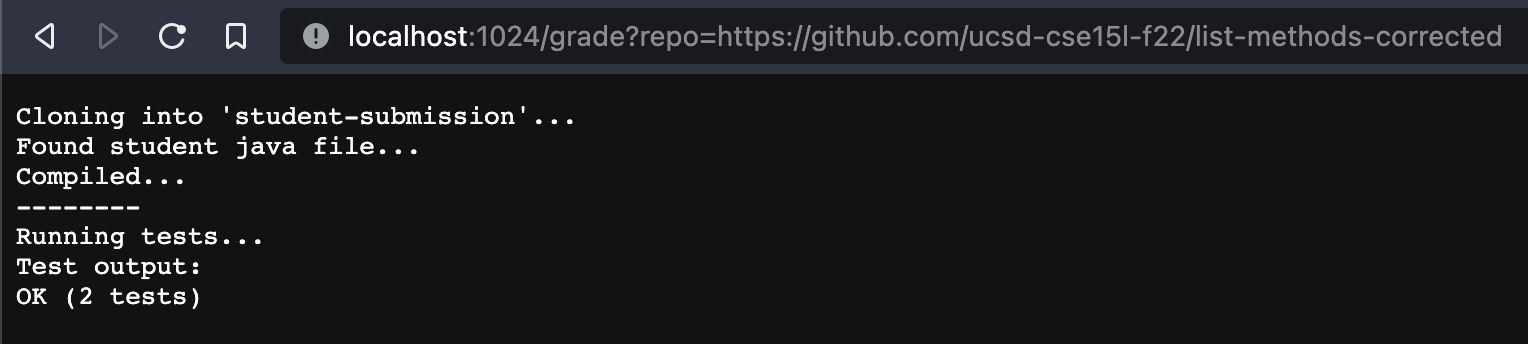 localhost:1024/grade?repo=https://github.com/ucsd-cse15l-f22/list-methods-corrected
Cloning into 'student-submission'...
Found student java file...
Compiled...
--------
Running tests...
Test output:
OK (2 tests)